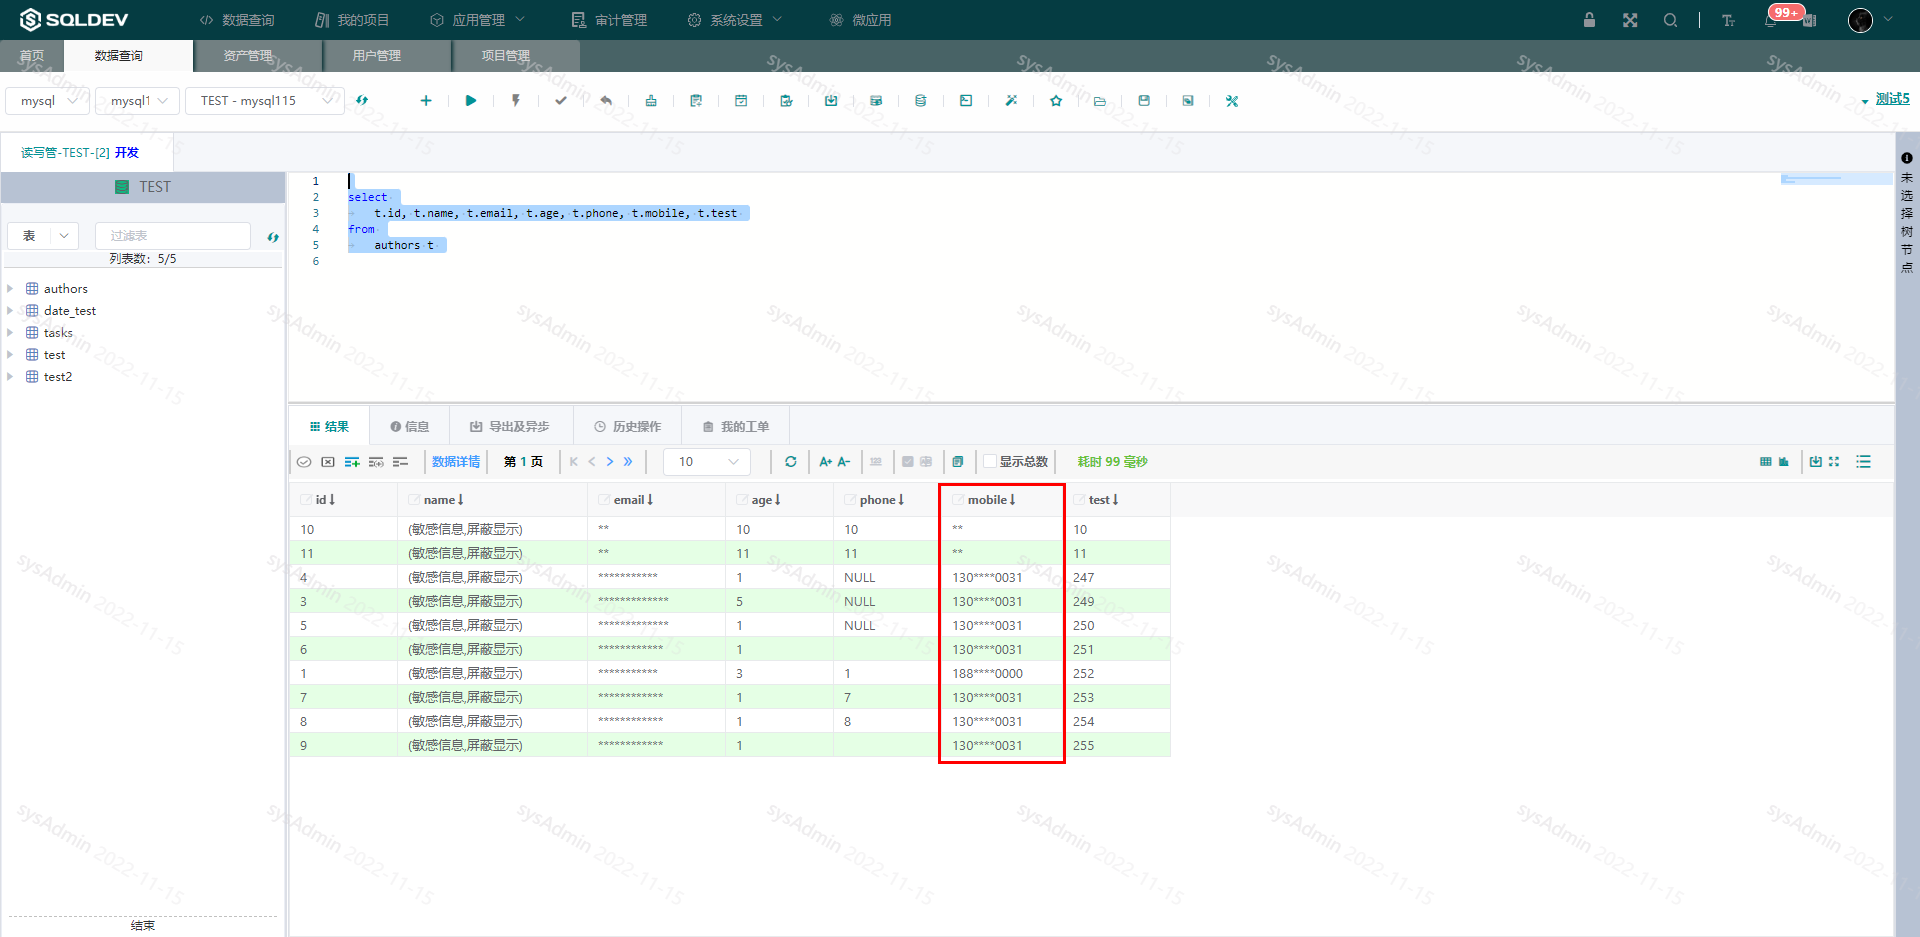 SQLDEV
数据查询
我的项目
应用管理
审计管理
系统设置
微应用
99+
首页
数据查询
资产管理
用户管理
项目管理
mysql
mysql1
TEST - mysql115
测试5
读写管-TEST-[2] 开发
TEST
表
过滤表
列表数：5/5
authors
date_test
tasks
test
test2
结束
1
2 select
3 t.id, t.name, t.email, t.age, t.phone, t.mobile, t.test
4 from
5 authors t
6
未选择树节点
结果
信息
导出及异步
历史操作
我的工单
数据详情
第 1 页
10
A+ A-
显示总数
耗时 99 毫秒
id name email age phone mobile test
10 (敏感信息,屏蔽显示) ** 10 10 ** 10
11 (敏感信息,屏蔽显示) ** 11 11 ** 11
4 (敏感信息,屏蔽显示) *********** 1 NULL 130****0031 247
3 (敏感信息,屏蔽显示) ************* 5 NULL 130****0031 249
5 (敏感信息,屏蔽显示) ************* 1 NULL 130****0031 250
6 (敏感信息,屏蔽显示) ************ 1 130****0031 251
1 (敏感信息,屏蔽显示) *********** 3 1 188****0000 252
7 (敏感信息,屏蔽显示) ************ 1 7 130****0031 253
8 (敏感信息,屏蔽显示) ************ 1 8 130****0031 254
9 (敏感信息,屏蔽显示) ************ 1 130****0031 255
sysAdmin 2022-11-15